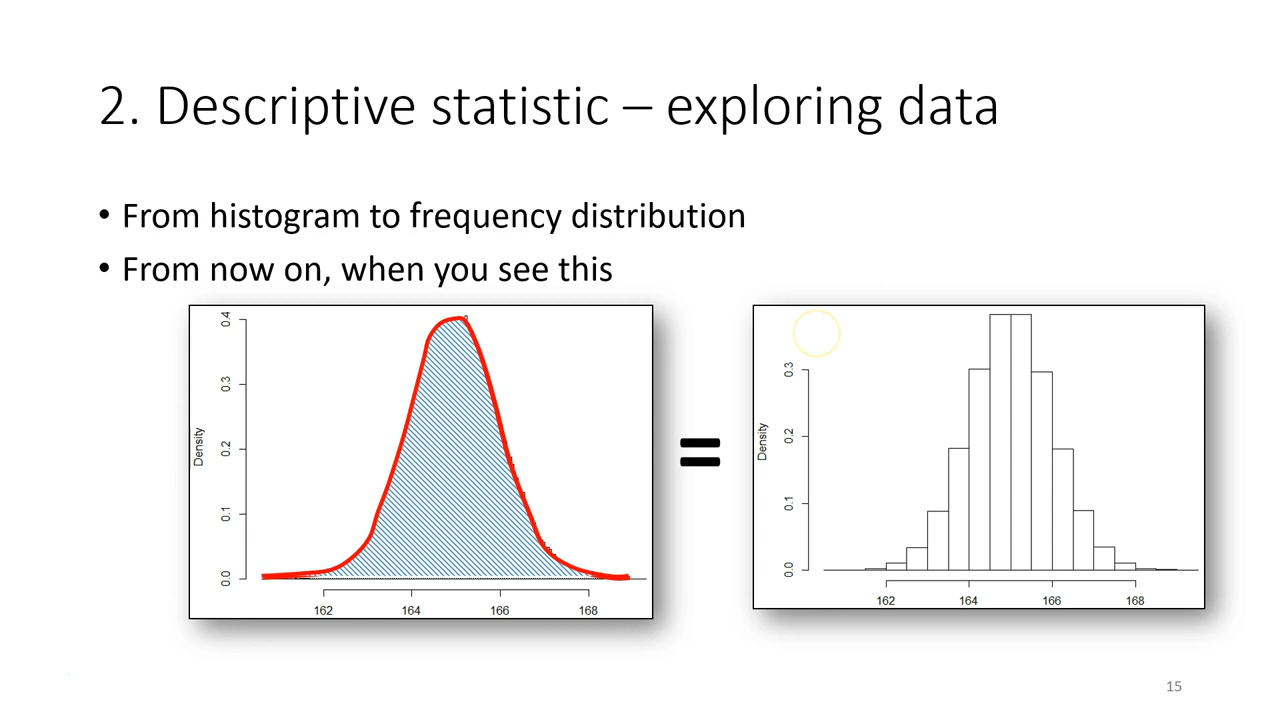 2. Descriptive statistic – exploring data
• From histogram to frequency distribution
• From now on, when you see this
0.4
0.3
0.2
0.1
0.0
Density
162 164 166 168
=
0.3
0.2
0.1
0.0
Density
162 164 166 168
15